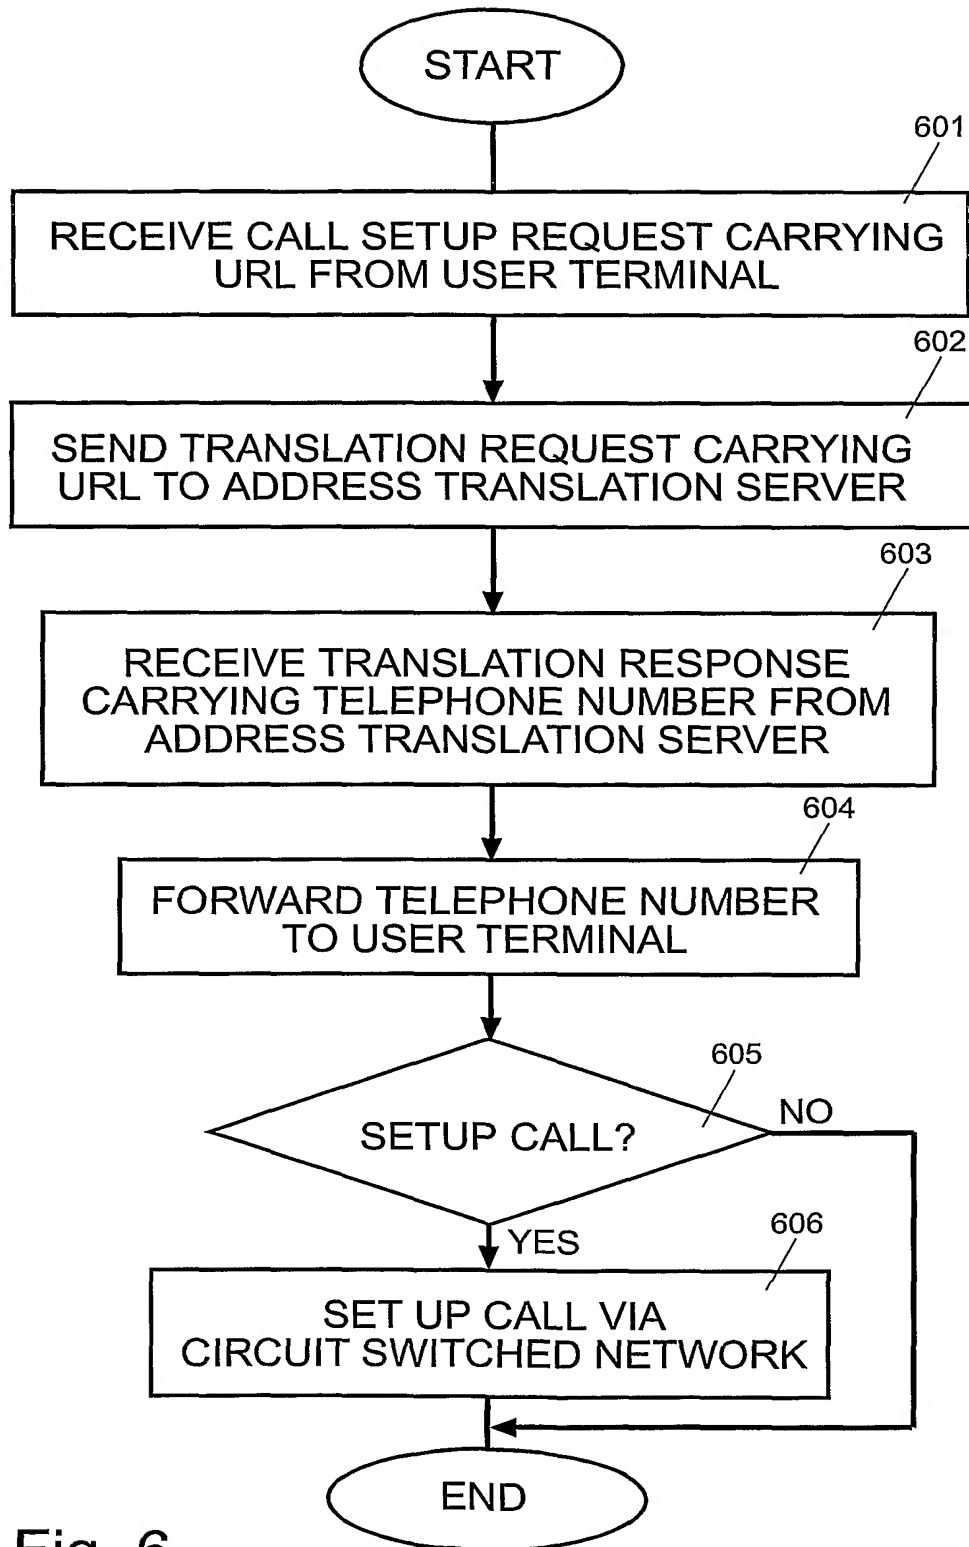 START
601
RECEIVE CALL SETUP REQUEST CARRYING
URL FROM USER TERMINAL
602
SEND TRANSLATION REQUEST CARRYING
URL TO ADDRESS TRANSLATION SERVER
603
RECEIVE TRANSLATION RESPONSE
CARRYING TELEPHONE NUMBER FROM
ADDRESS TRANSLATION SERVER
604
FORWARD TELEPHONE NUMBER
TO USER TERMINAL
605
SETUP CALL?
NO
YES
606
SET UP CALL VIA
CIRCUIT SWITCHED NETWORK
END
Fig. 6